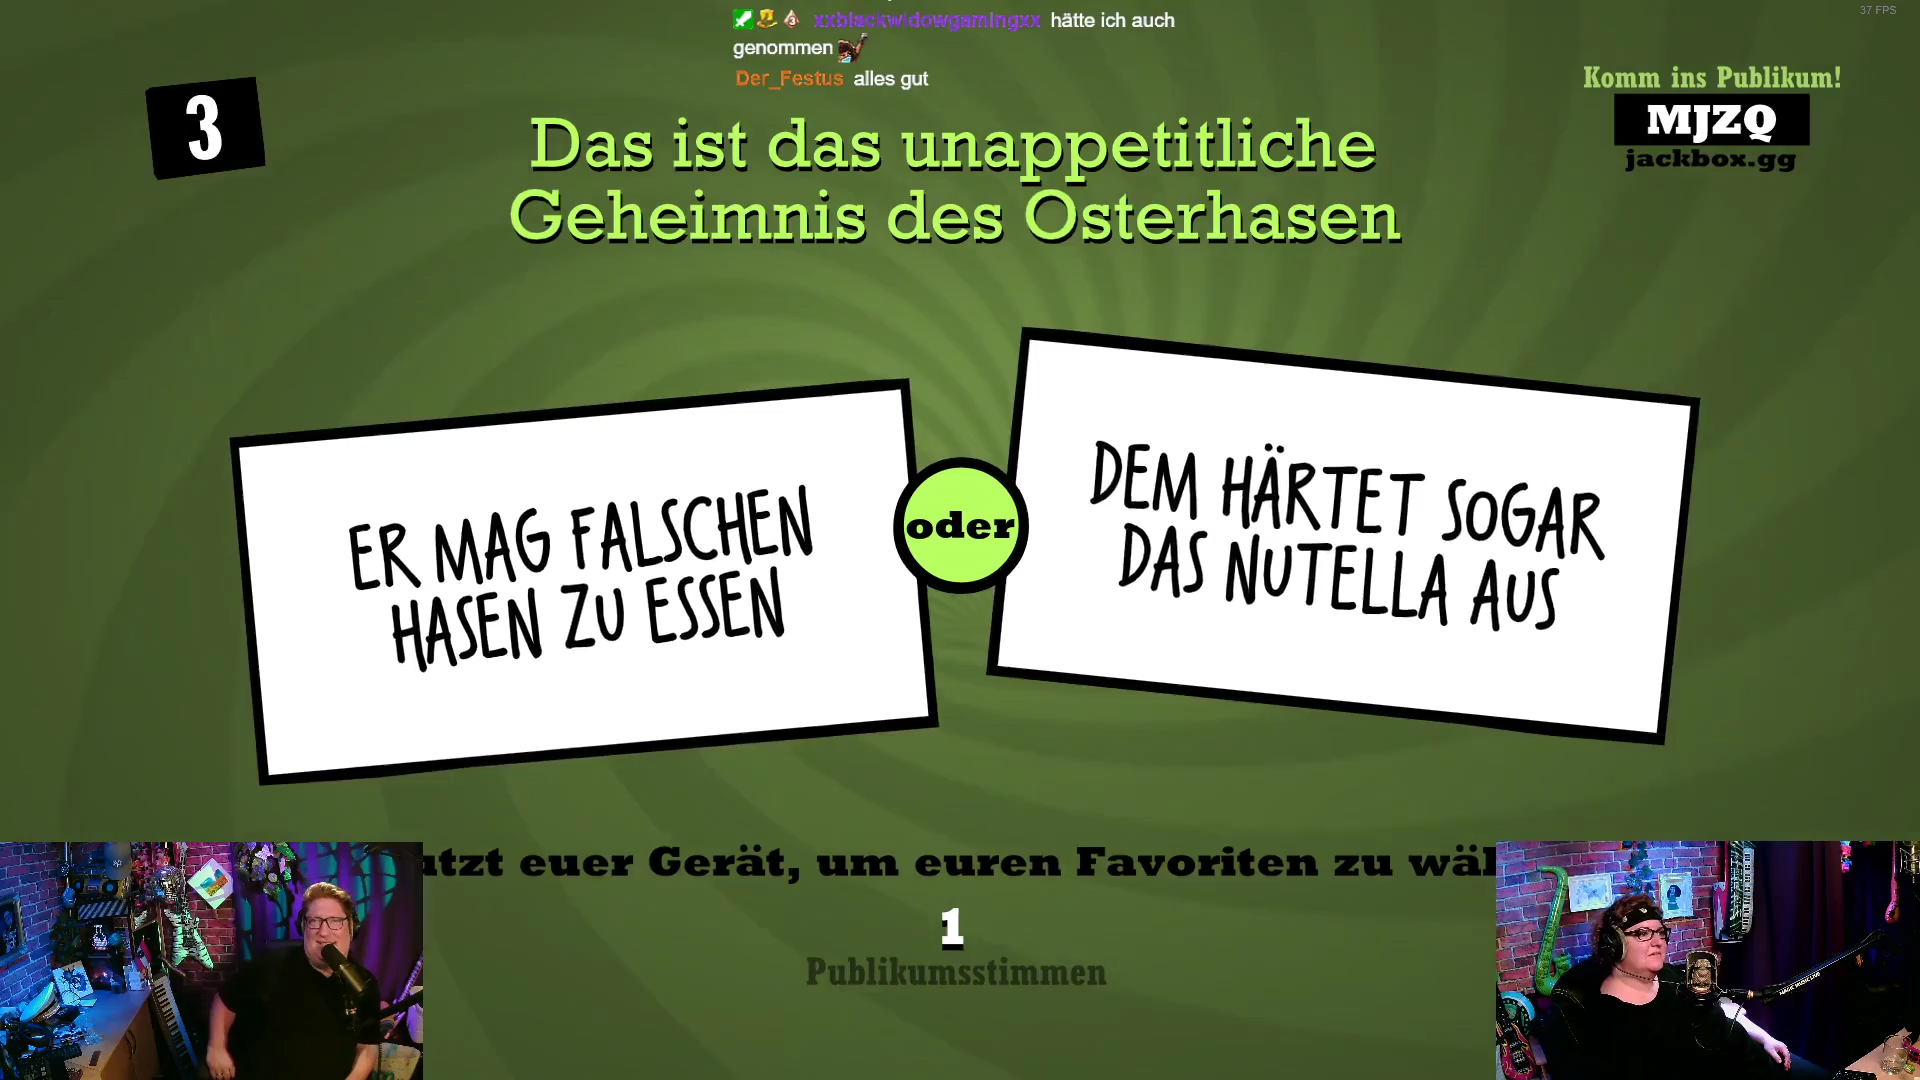 37 FPS
xxblackwidowgamingxx hätte ich auch
genommen
Der_Festus alles gut
Komm ins Publikum!
MJZQ
jackbox.gg
3
Das ist das unappetitliche
Geheimnis des Osterhasen
ER MAG FALSCHEN
HASEN ZU ESSEN
oder
DEM HÄRTET SOGAR
DAS NUTELLA AUS
utzt euer Gerät, um euren Favoriten zu wäh
1
Publikumsstimmen